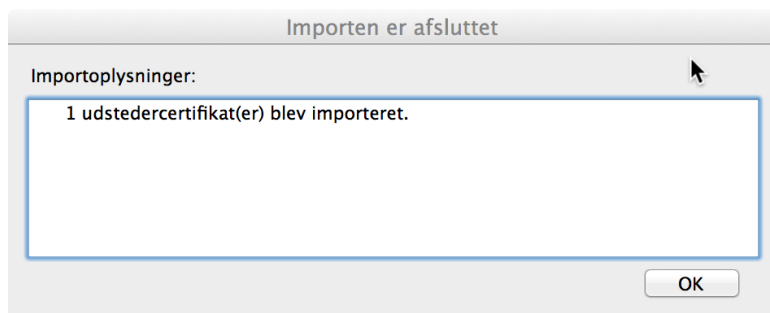 Importen er afsluttet
Importoplysninger:
1 udstedercertifikat(er) blev importeret.
OK